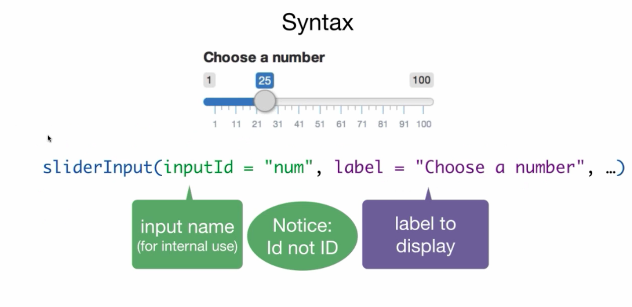 Syntax
Choose a number
1 25 100
1 11 21 31 41 51 61 71 81 91 100
sliderInput(inputId = "num", label = "Choose a number", …)
input name
(for internal use)
Notice:
Id not ID
label to
display